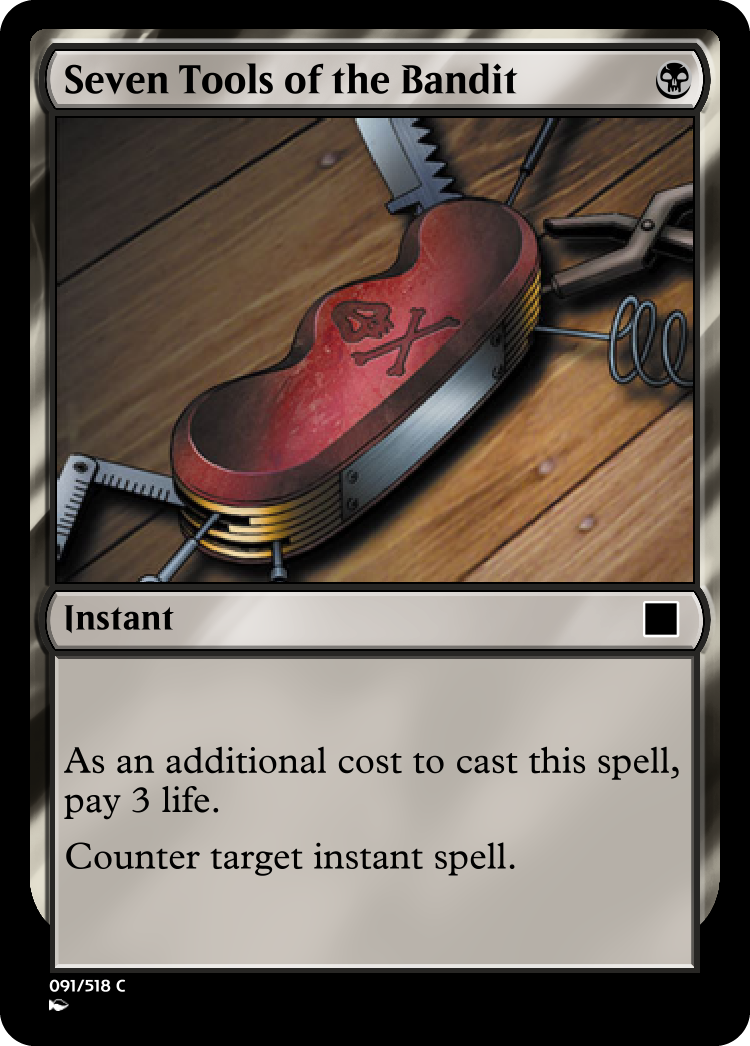 Seven Tools of the Bandit
Instant
As an additional cost to cast this spell,
pay 3 life.
Counter target instant spell.
091/518 C